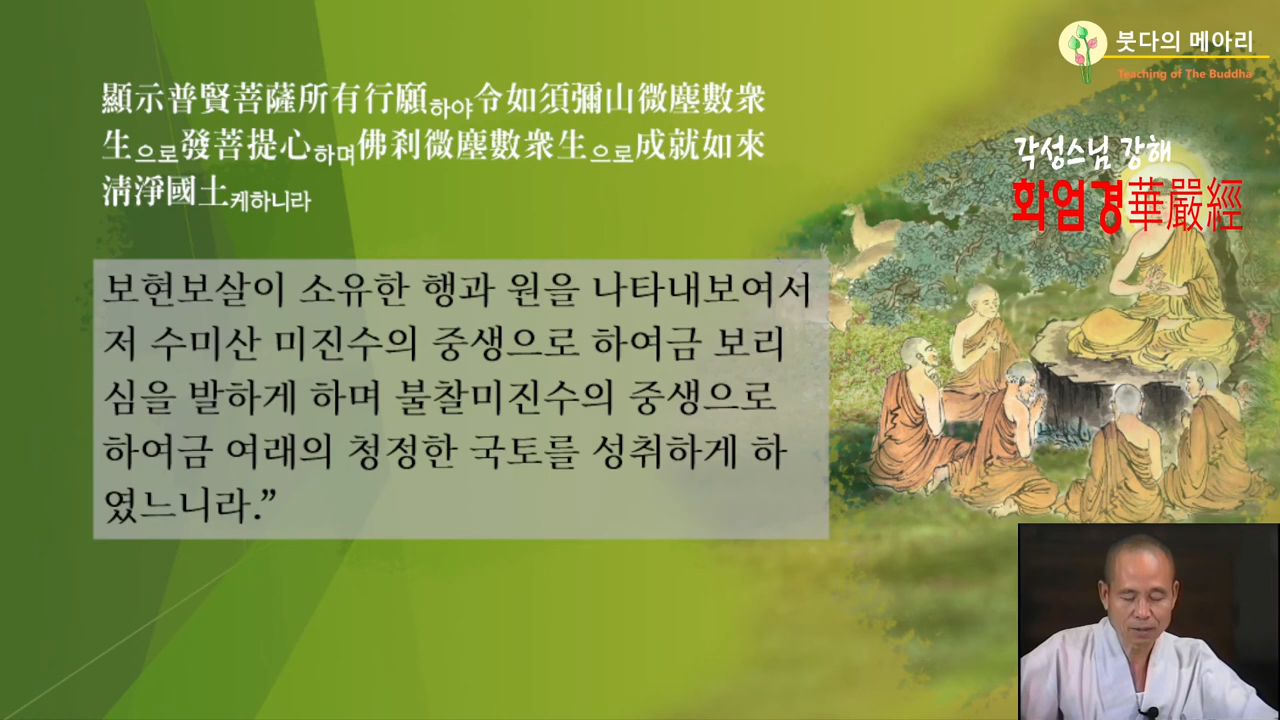 붓다의 메아리
Teaching of The Buddha
顯示普賢菩薩所有行願하야令如須彌山微塵數衆
生으로發菩提心하며佛刹微塵數衆生으로成就如來
淸淨國土케하니라
각성스님 강해
화엄경華嚴經
보현보살이 소유한 행과 원을 나타내보여서
저 수미산 미진수의 중생으로 하여금 보리
심을 발하게 하며 불찰미진수의 중생으로
하여금 여래의 청정한 국토를 성취하게 하
였느니라.”